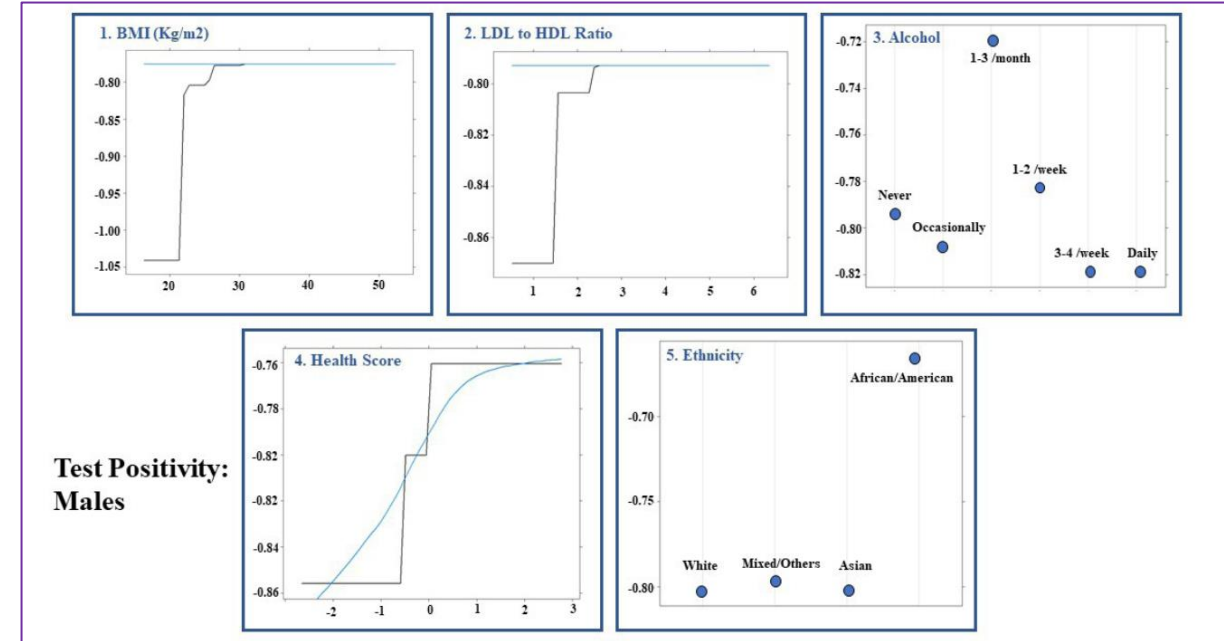 1. BMI (Kg/m2)
-0.80
-0.85
-0.90
-0.95
-1.00
-1.05
20 30 40 50
2. LDL to HDL Ratio
-0.80
-0.82
-0.84
-0.86
1 2 3 4 5 6
3. Alcohol
-0.72
-0.74
-0.76
-0.78
-0.80
-0.82
1-3 /month
1-2 /week
Never
Occasionally
3-4 /week Daily
Test Positivity:
Males
4. Health Score
-0.76
-0.78
-0.82
-0.82
-0.84
-0.86
-2 -1 0 1 2 3
5. Ethnicity
-0.70
-0.75
-0.80
African/American
White Mixed/Others Asian